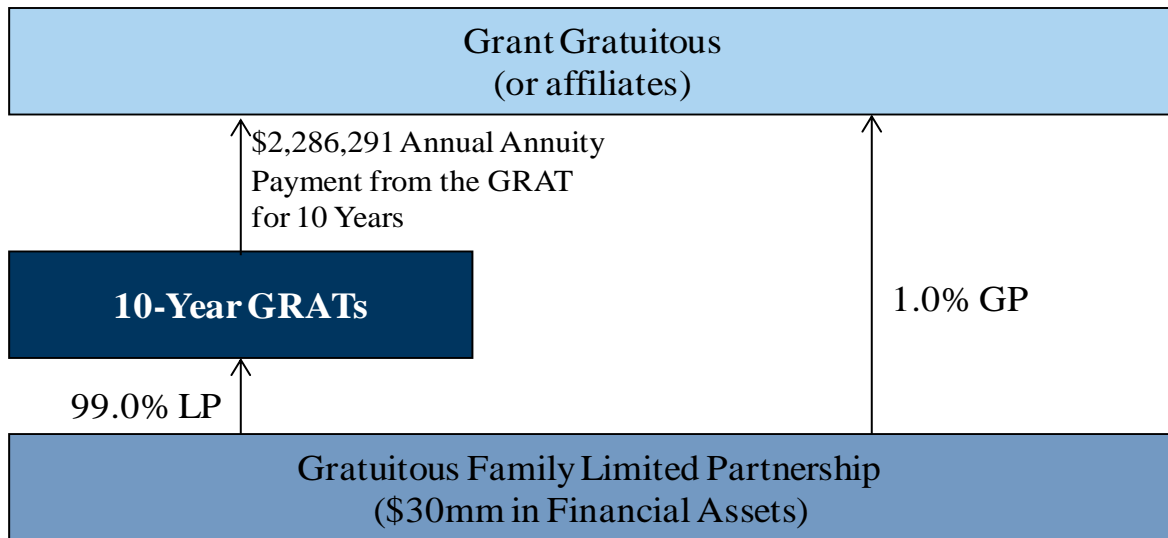 Grant Gratuitous
(or affiliates)
$2,286,291 Annual Annuity
Payment from the GRAT
for 10 Years
10-Year GRATs
1.0% GP
99.0% LP
Gratuitous Family Limited Partnership
($30mm in Financial Assets)